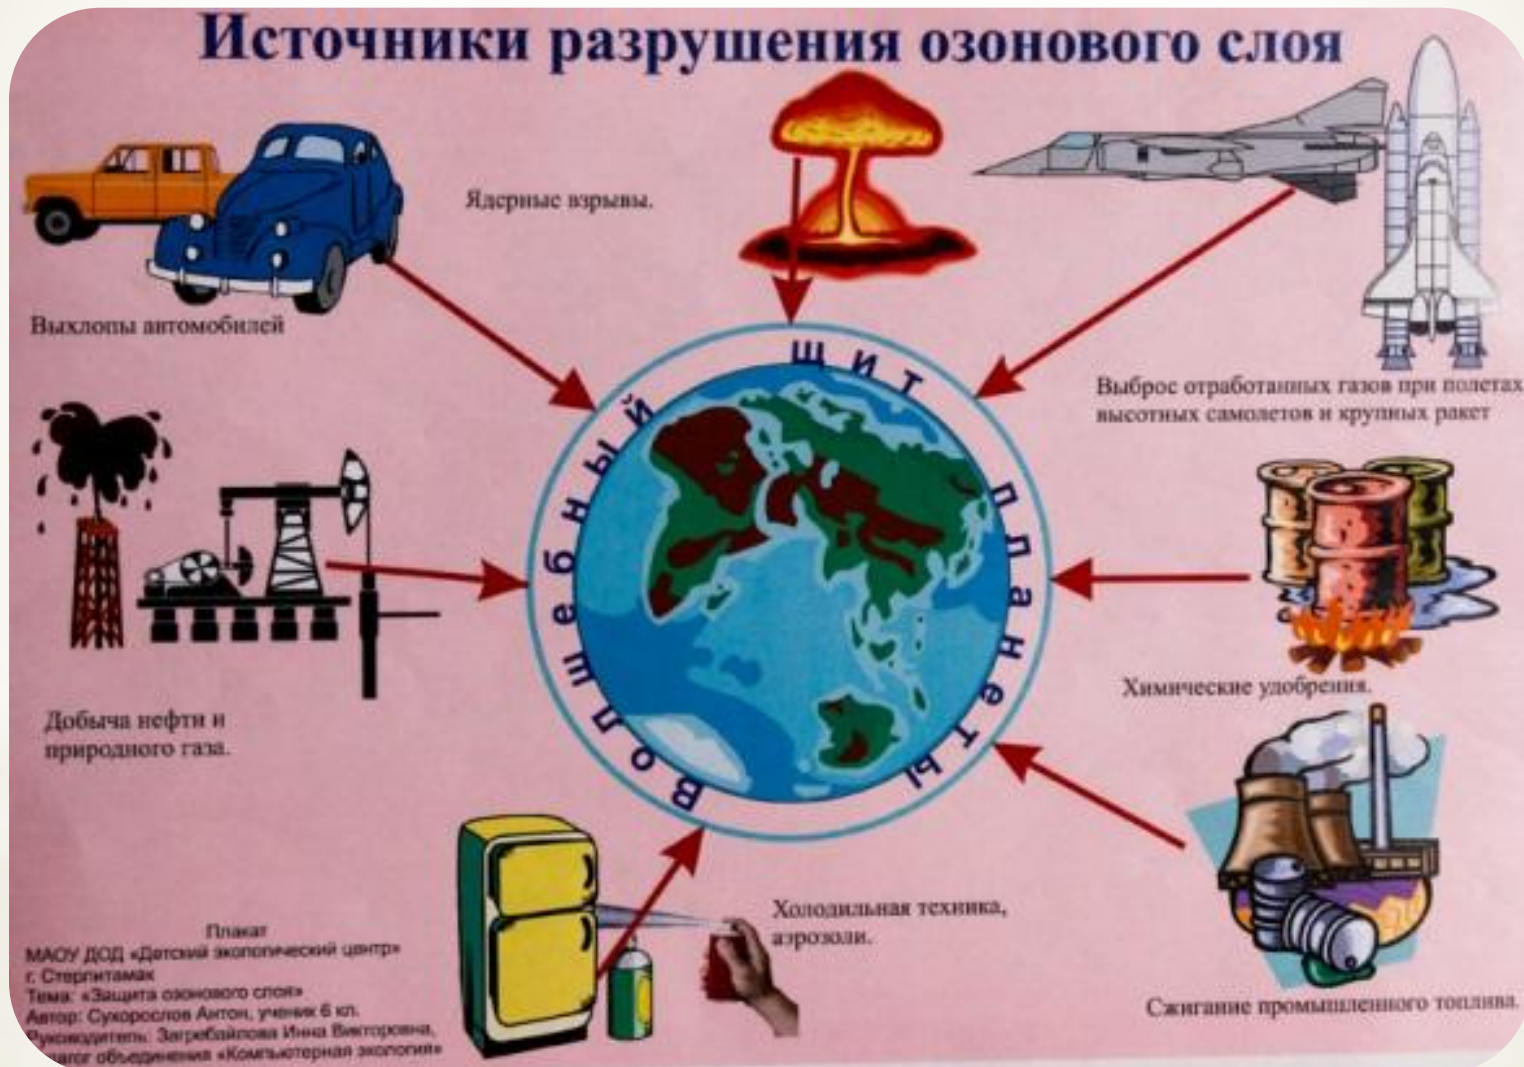 Источники разрушения озонового слоя
Ядерные взрывы.
Выхлопы автомобилей
Выброс отработанных газов при полетах
высотных самолетов и крупных ракет
Волшебный щит планеты
Химические удобрения.
Добыча нефти и
природного газа.
Холодильная техника,
аэрозоли.
Сжигание промышленного топлива.
Плакат
МАОУ ДОД «Детский экологический центр»
г. Стерлитамак
Тема: «Защита озонового слоя»
Автор: Сухорослов Антон, ученик 6 кл.
Руководитель: Загребайлова Инна Викторовна,
объединения «Компьютерная экология»